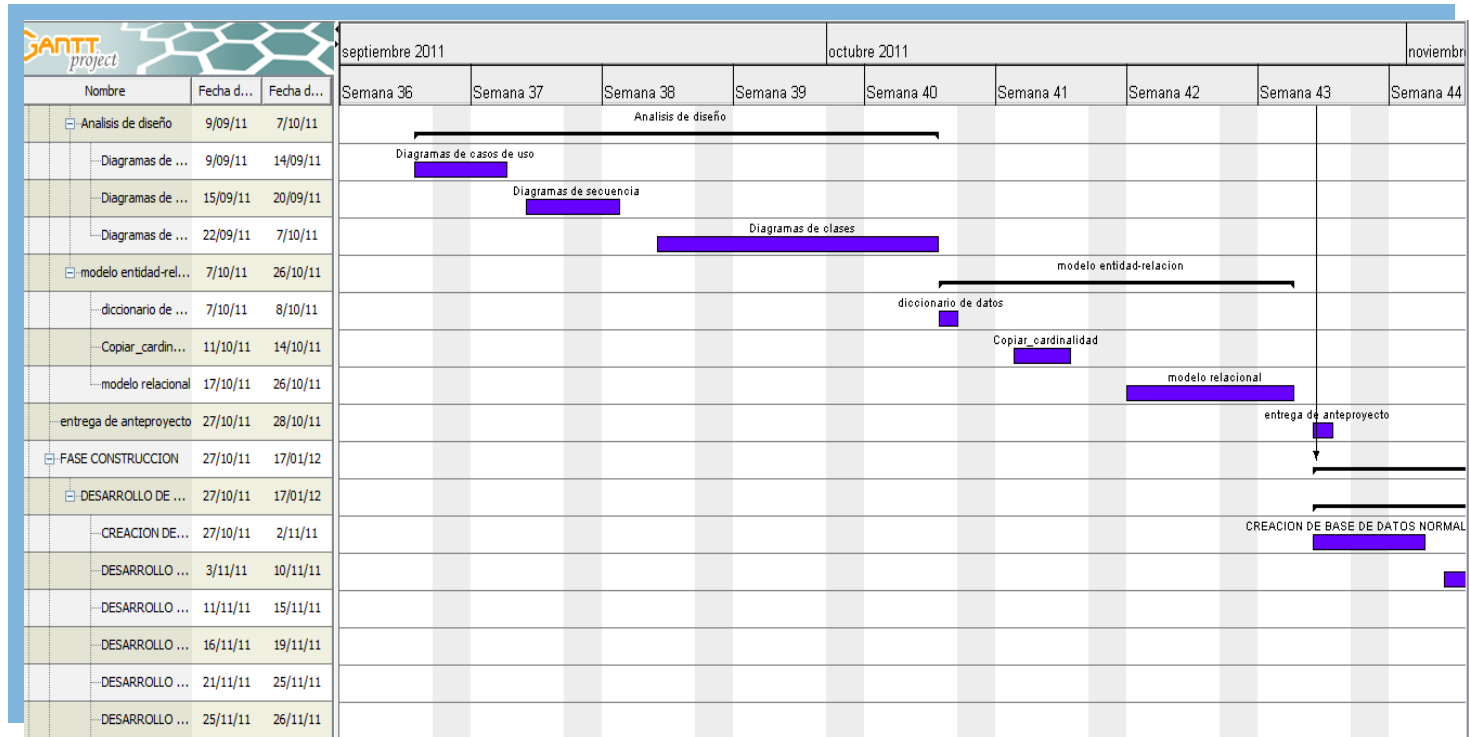 GANTT
project
septiembre 2011 octubre 2011 noviembr
Nombre Fecha d... Fecha d... Semana 36 Semana 37 Semana 38 Semana 39 Semana 40 Semana 41 Semana 42 Semana 43 Semana 44
Analisis de diseño 9/09/11 7/10/11 Analisis de diseño
Diagramas de ... 9/09/11 14/09/11 Diagramas de casos de uso
Diagramas de ... 15/09/11 20/09/11 Diagramas de secuencia
Diagramas de ... 22/09/11 7/10/11 Diagramas de clases
modelo entidad-rel... 7/10/11 26/10/11 modelo entidad-relacion
diccionario de ... 7/10/11 8/10/11 diccionario de datos
Copiar_cardin... 11/10/11 14/10/11 Copiar_cardinalidad
modelo relacional 17/10/11 26/10/11 modelo relacional
entrega de anteproyecto 27/10/11 28/10/11 entrega de anteproyecto
FASE CONSTRUCCION 27/10/11 17/01/12
DESARROLLO DE ... 27/10/11 17/01/12
CREACION DE... 27/10/11 2/11/11 CREACION DE BASE DE DATOS NORMAL
DESARROLLO ... 3/11/11 10/11/11
DESARROLLO ... 11/11/11 15/11/11
DESARROLLO ... 16/11/11 19/11/11
DESARROLLO ... 21/11/11 25/11/11
DESARROLLO ... 25/11/11 26/11/11